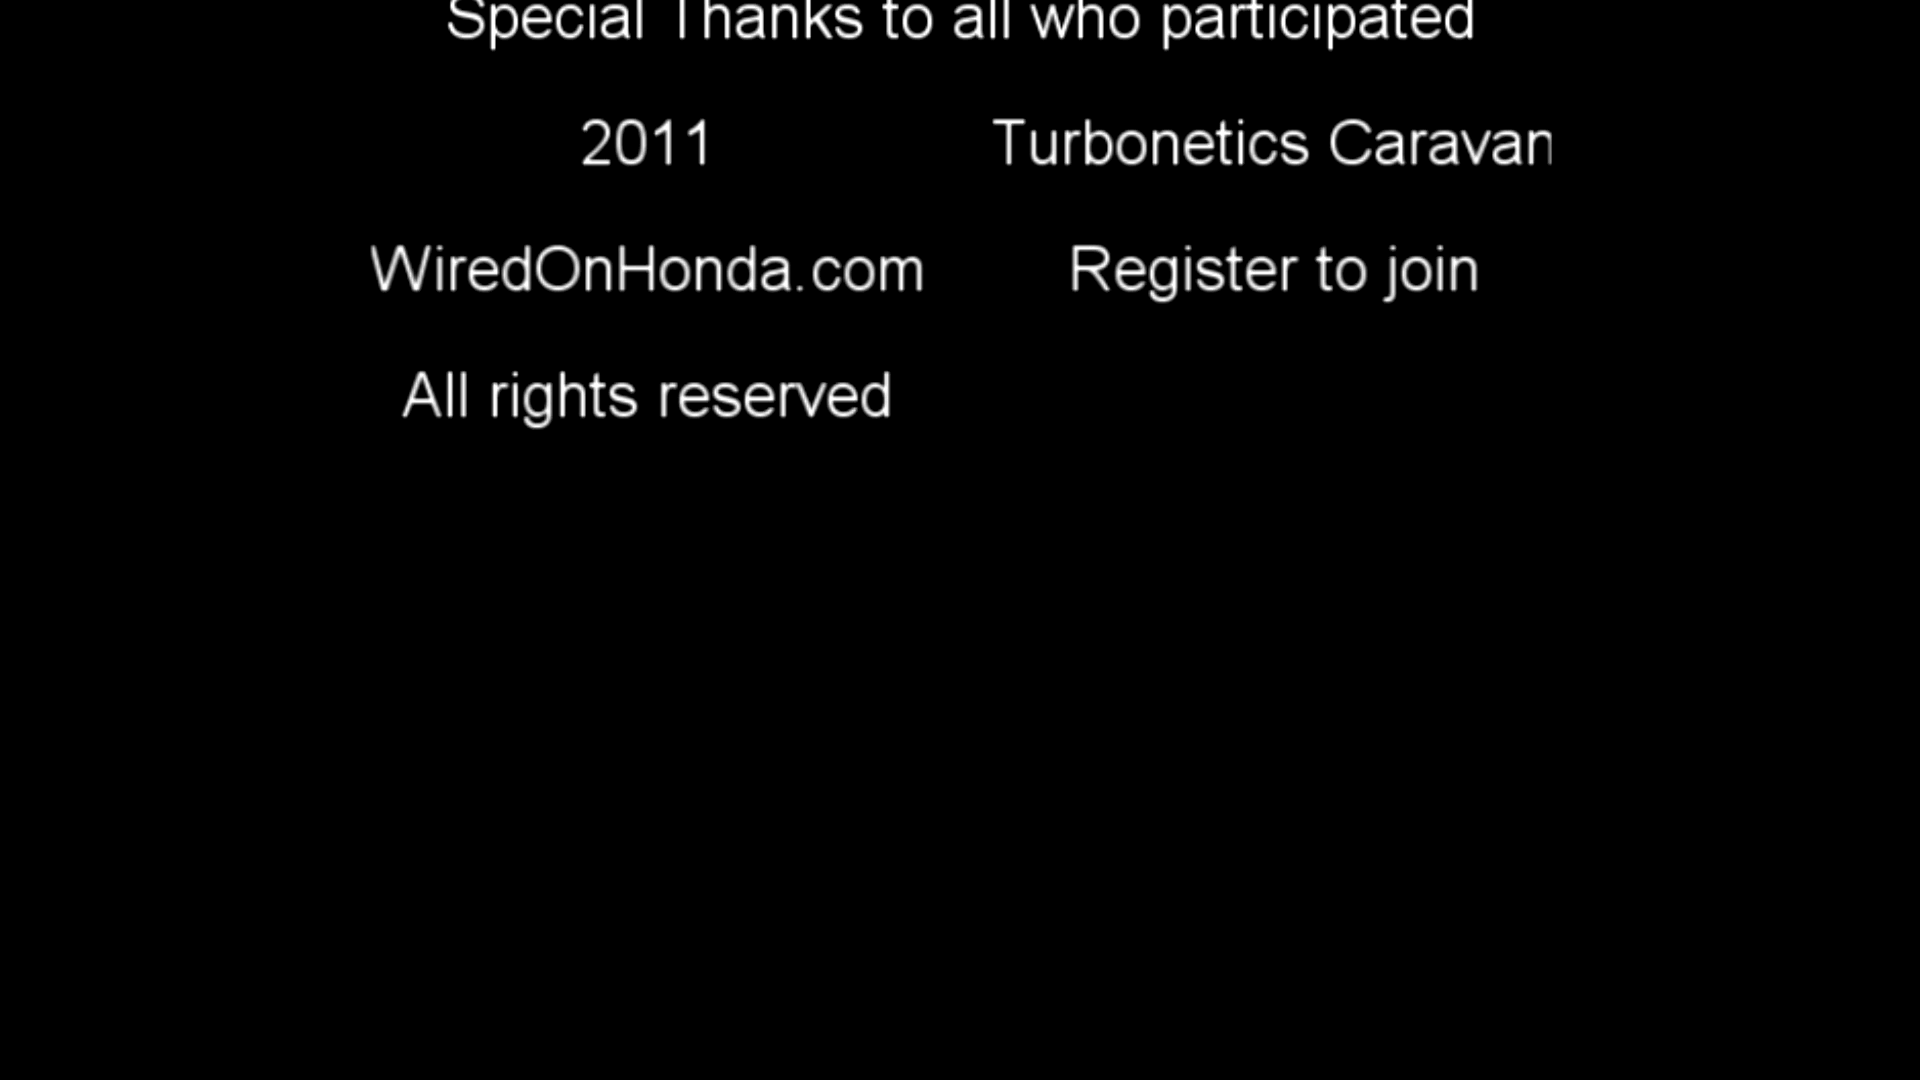 Special Thanks to all who participated
2011 Turbonetics Caravan
WiredOnHonda.com Register to join
All rights reserved